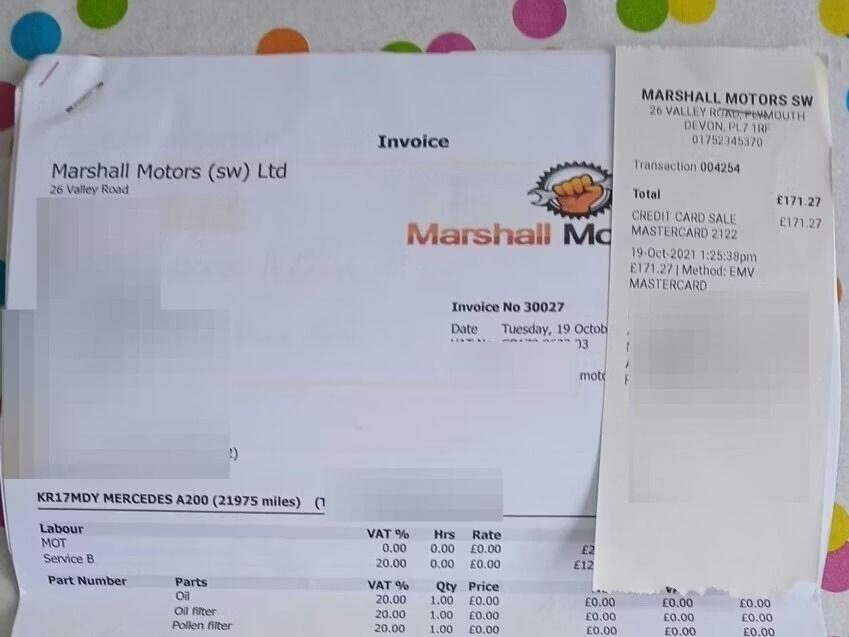 Invoice
Marshall Motors (sw) Ltd
26 Valley Road
Marshall Mo
Invoice No 30027
Date Tuesday, 19 Octob
moto
KR17MDY MERCEDES A200 (21975 miles) (T
Labour VAT % Hrs Rate
MOT 0.00 0.00 £0.00 £2
Service B 20.00 0.00 £0.00 £12
Part Number Parts VAT % Qty Price
Oil 20.00 1.00 £0.00 £0.00 £0.00 £0.00
Oil filter 20.00 1.00 £0.00 £0.00 £0.00 £0.00
Pollen filter 20.00 1.00 £0.00 £0.00 £0.00 £0.00
MARSHALL MOTORS SW
26 VALLEY ROAD, PLYMOUTH
DEVON, PL7 1RF
01752345370
Transaction 004254
Total £171.27
CREDIT CARD SALE £171.27
MASTERCARD 2122
19-Oct-2021 1:25:38pm
£171.27 | Method: EMV
MASTERCARD